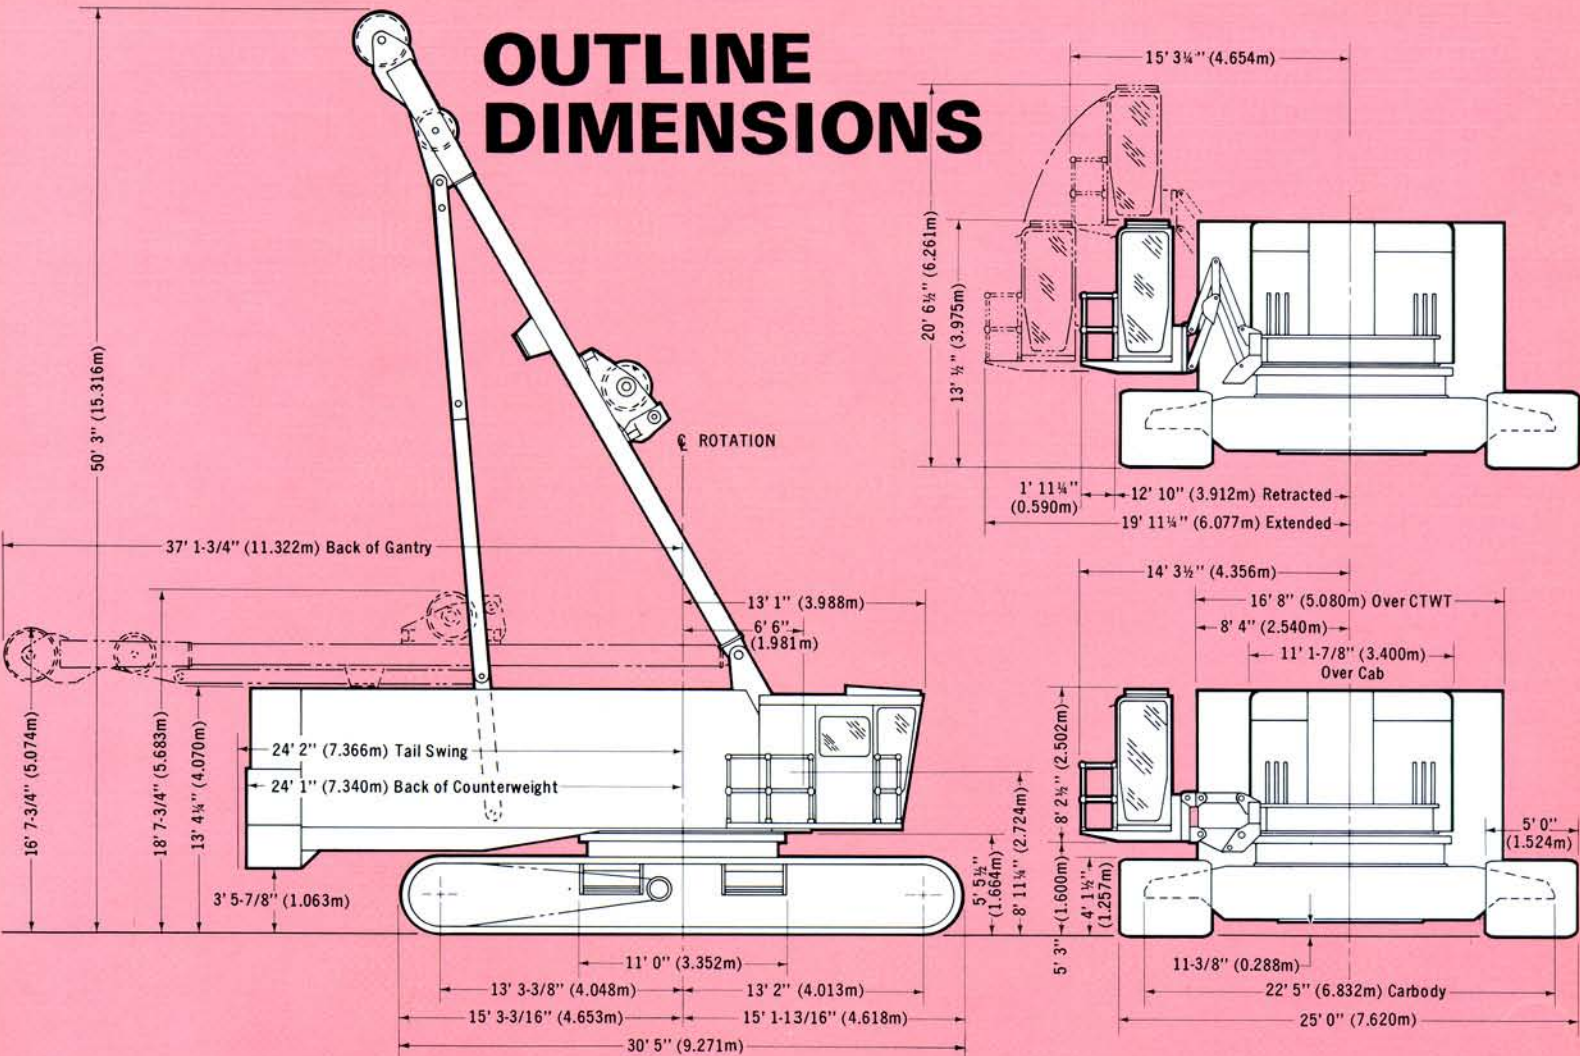 OUTLINE
DIMENSIONS
50' 3" (15.316m)
℄ ROTATION
37' 1-3/4" (11.322m) Back of Gantry
13' 1" (3.988m)
6' 6"
(1.981m)
16' 7-3/4" (5.074m)
18' 7-3/4" (5.683m)
13' 4¼" (4.070m)
24' 2" (7.366m) Tail Swing
24' 1" (7.340m) Back of Counterweight
3' 5-7/8" (1.063m)
5' 5½"
(1.664m)
8' 11¼" (2.724m)
11' 0" (3.352m)
13' 3-3/8" (4.048m)
13' 2" (4.013m)
15' 3-3/16" (4.653m)
15' 1-13/16" (4.618m)
30' 5" (9.271m)
15' 3¼" (4.654m)
20' 6½" (6.261m)
13' ½" (3.975m)
1' 11¼"
(0.590m)
12' 10" (3.912m) Retracted
19' 11¼" (6.077m) Extended
14' 3½" (4.356m)
16' 8" (5.080m) Over CTWT
8' 4" (2.540m)
11' 1-7/8" (3.400m)
Over Cab
8' 2½" (2.502m)
5' 3" (1.600m)
4' 1½"
(1.257m)
5' 0"
(1.524m)
11-3/8" (0.288m)
22' 5" (6.832m) Carbody
25' 0" (7.620m)